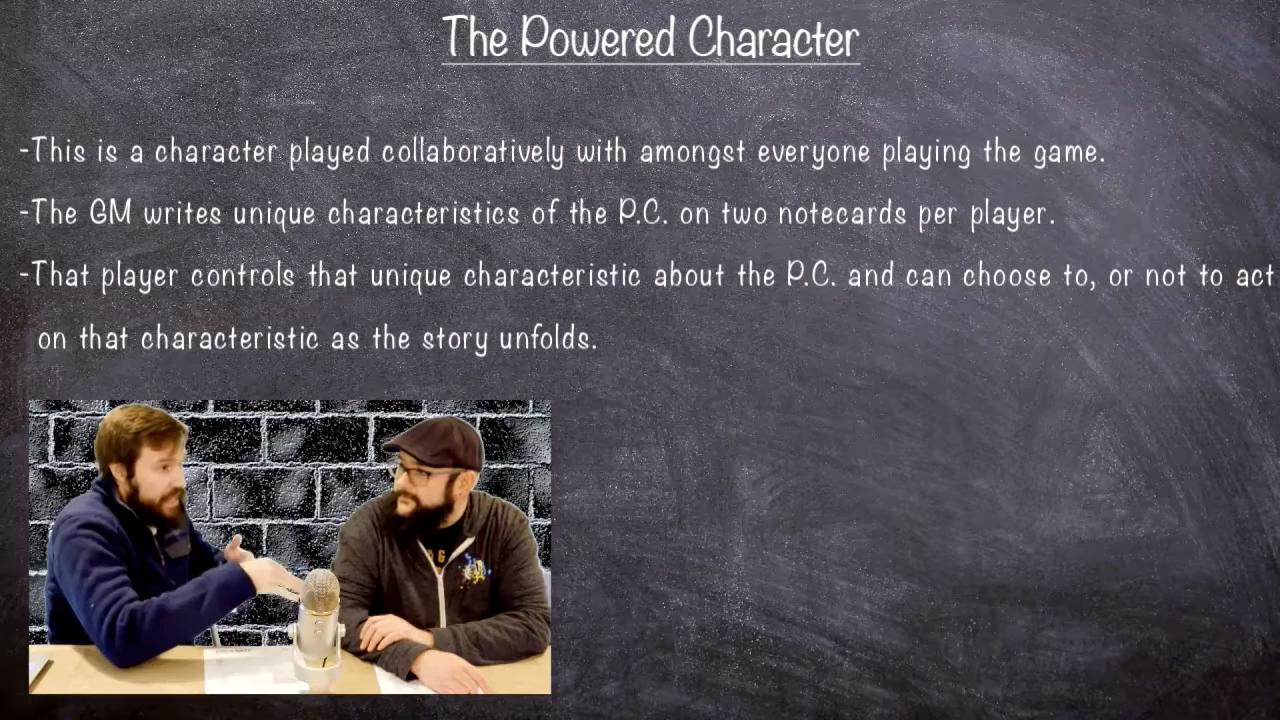 The Powered Character
-This is a character played collaboratively with amongst everyone playing the game.
-The GM writes unique characteristics of the P.C. on two notecards per player.
-That player controls that unique characteristic about the P.C. and can choose to, or not to act
on that characteristic as the story unfolds.